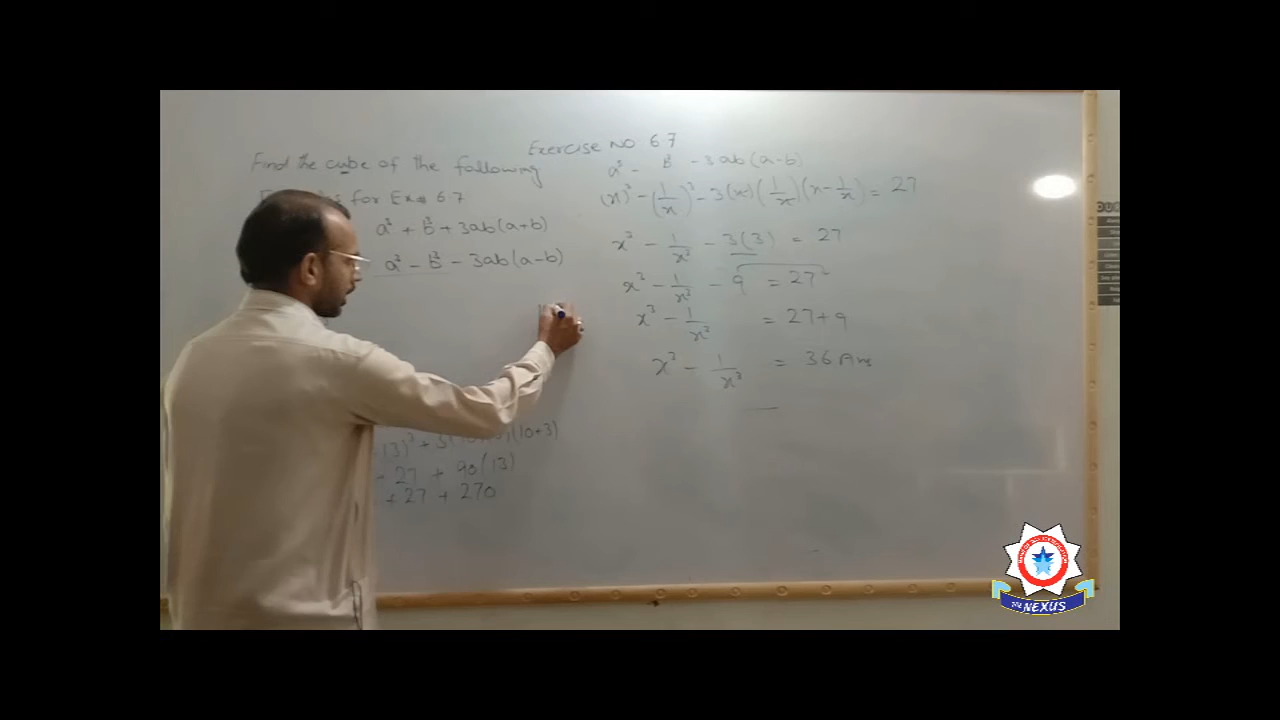 Exercise No 6.7
Find the cube of the following
for Ex# 6.7
a³ + b³ + 3ab(a+b)
a³ - b³ - 3ab(a-b)
13)³ + 3 (10+3)
27 + 90(13)
+ 27 + 270
a³ - b³ - 3ab(a-b)
(x)³ - (1/x)³ - 3(x)(1/x)(x - 1/x) = 27
x³ - 1/x³ - 3(3) = 27
x³ - 1/x³ - 9 = 27
x³ - 1/x³ = 27+9
x³ - 1/x³ = 36 Ans
THE NEXUS